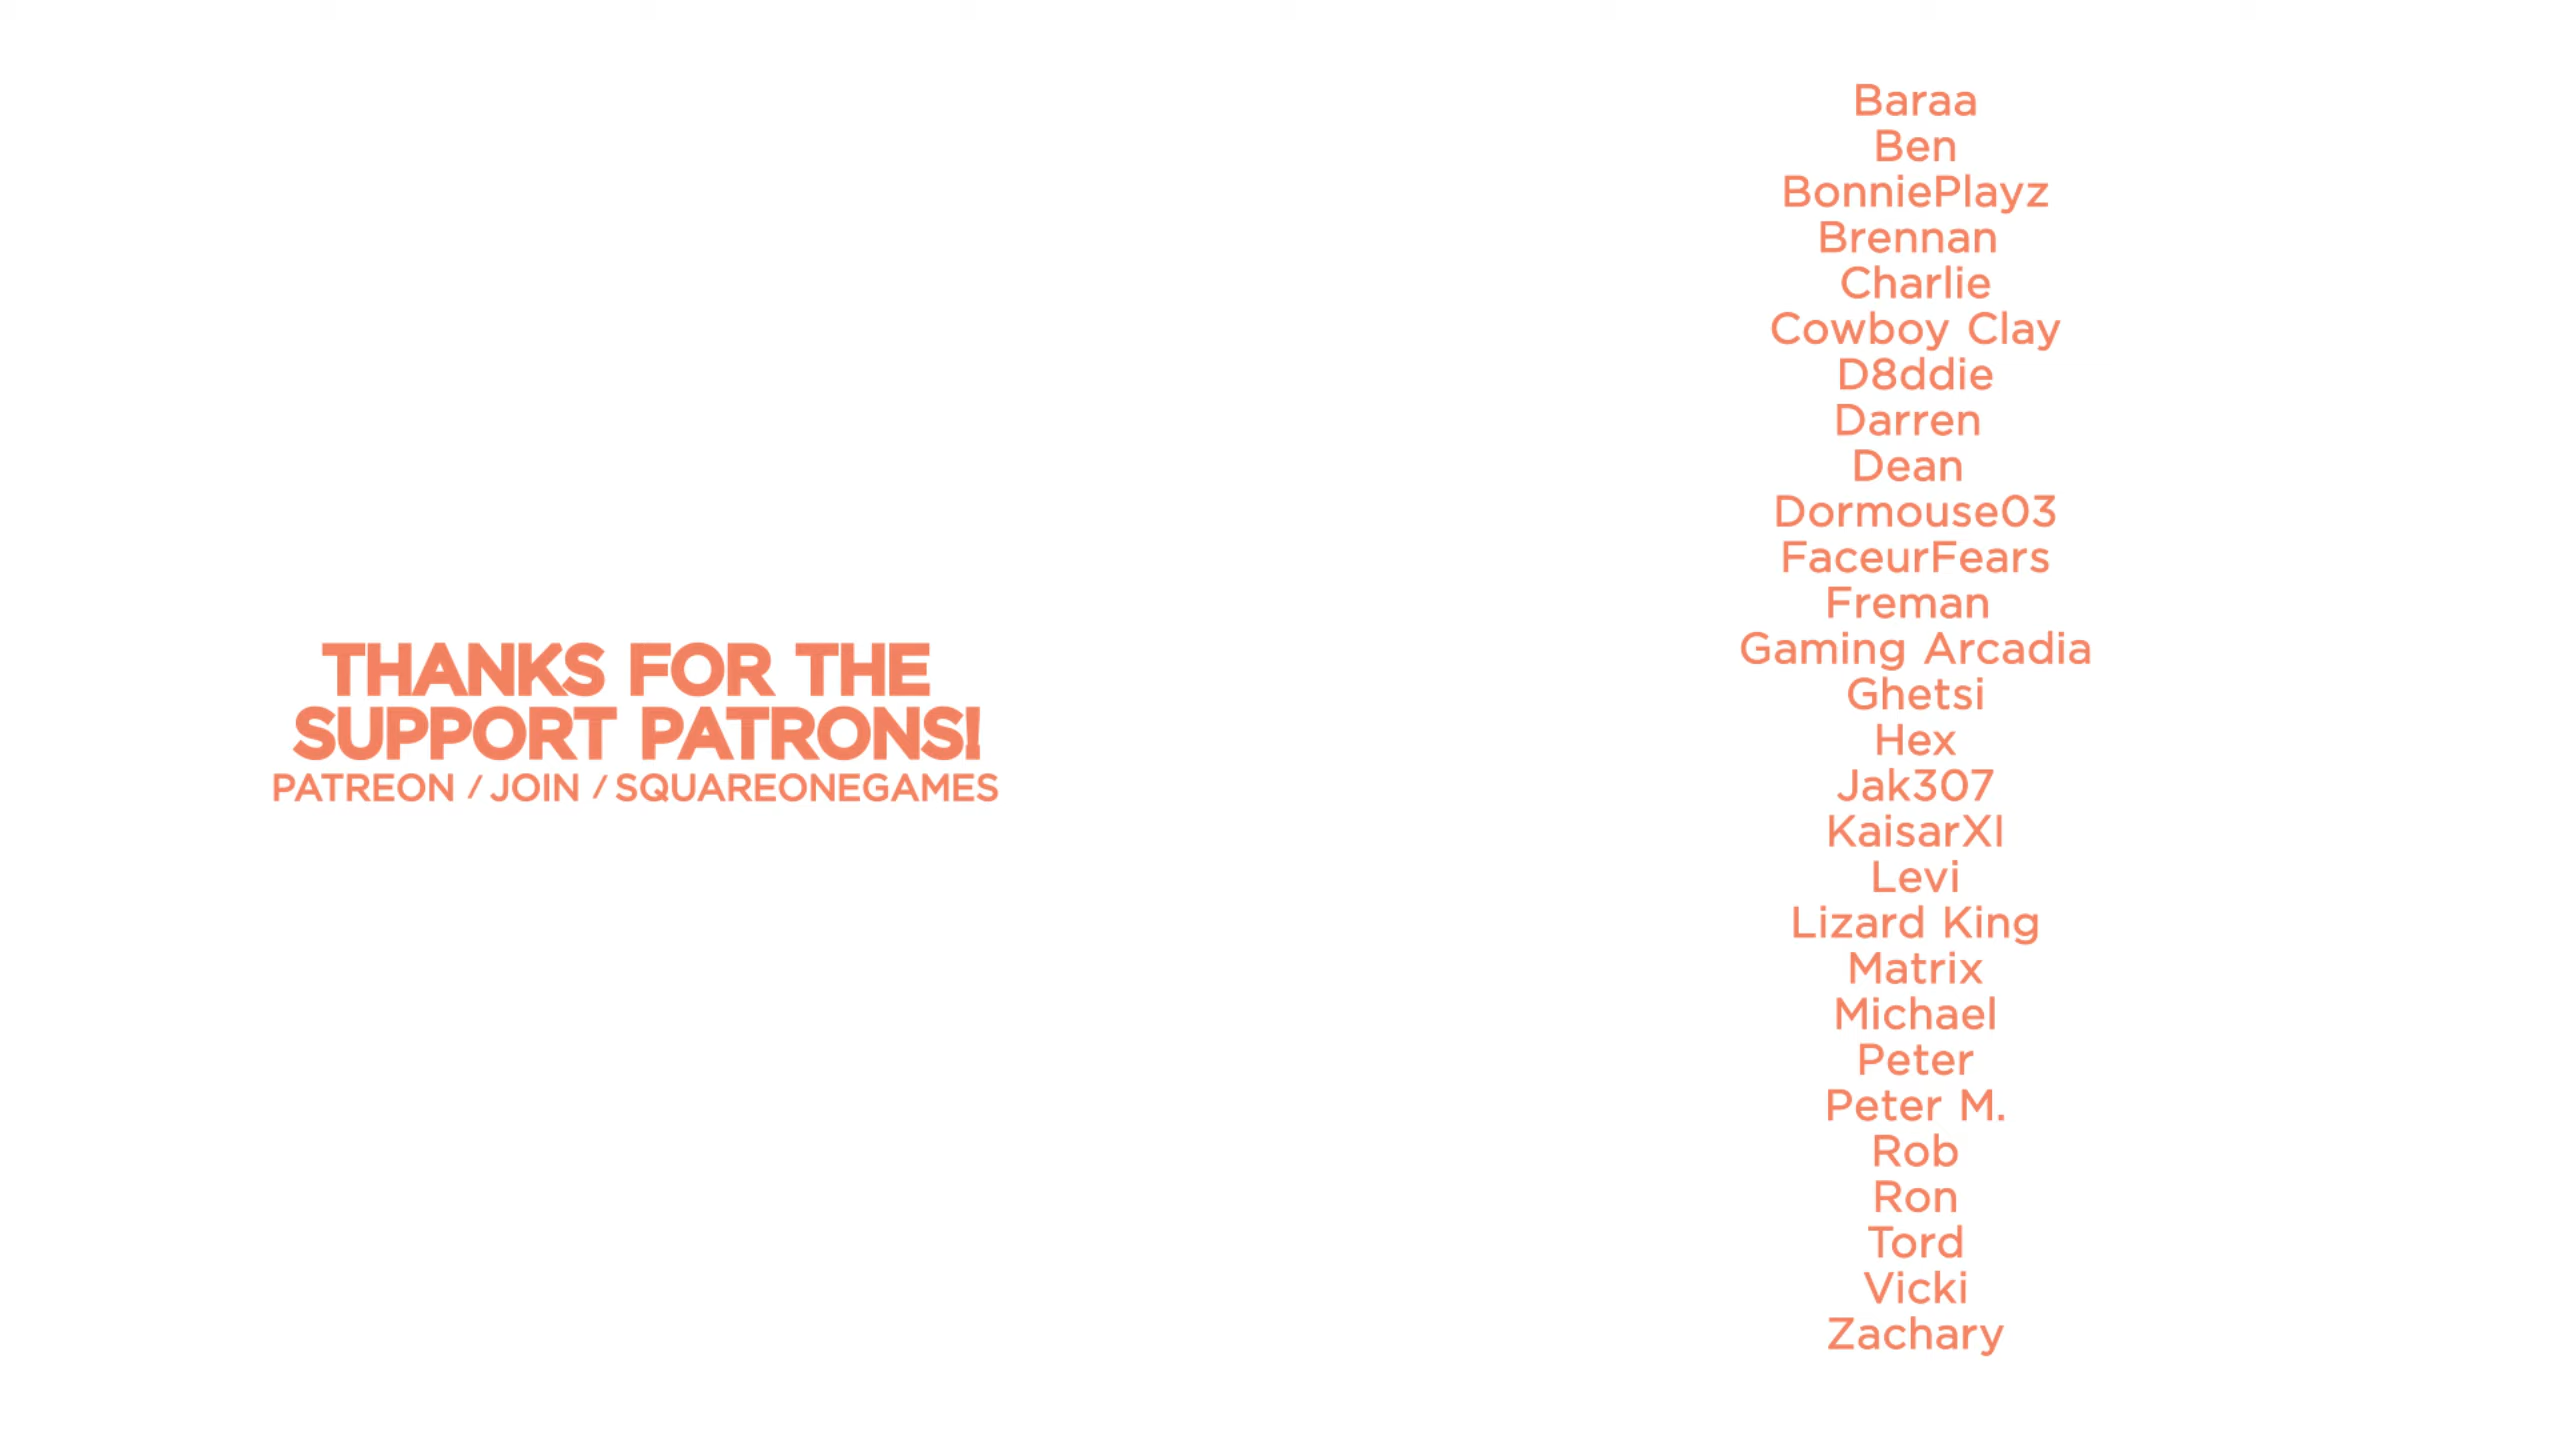 THANKS FOR THE
SUPPORT PATRONS!
PATREON / JOIN / SQUAREONEGAMES
Baraa
Ben
BonniePlayz
Brennan
Charlie
Cowboy Clay
D8ddie
Darren
Dean
Dormouse03
FaceurFears
Freman
Gaming Arcadia
Ghetsi
Hex
Jak307
KaisarXI
Levi
Lizard King
Matrix
Michael
Peter
Peter M.
Rob
Ron
Tord
Vicki
Zachary